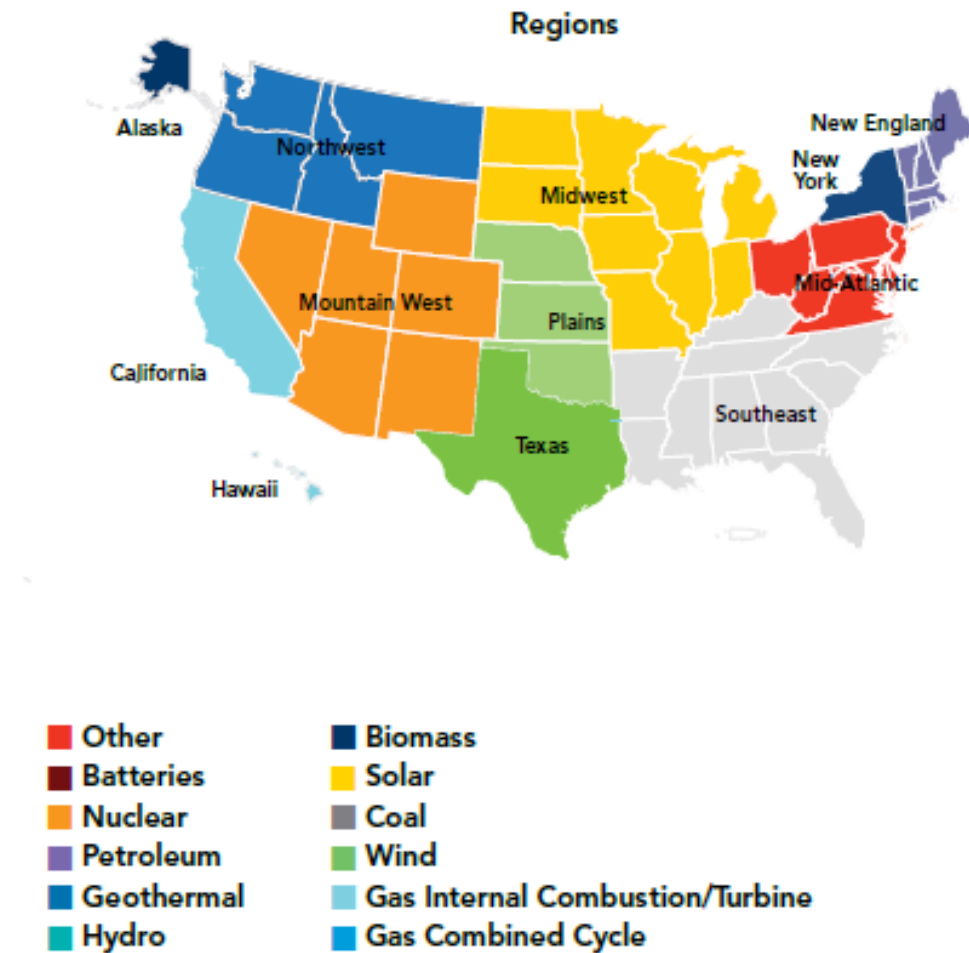 Regions
Alaska
Northwest
New England
New
York
Midwest
Mid-Atlantic
Mountain West
Plains
California
Southeast
Texas
Hawaii
Other
Batteries
Nuclear
Petroleum
Geothermal
Hydro
Biomass
Solar
Coal
Wind
Gas Internal Combustion/Turbine
Gas Combined Cycle